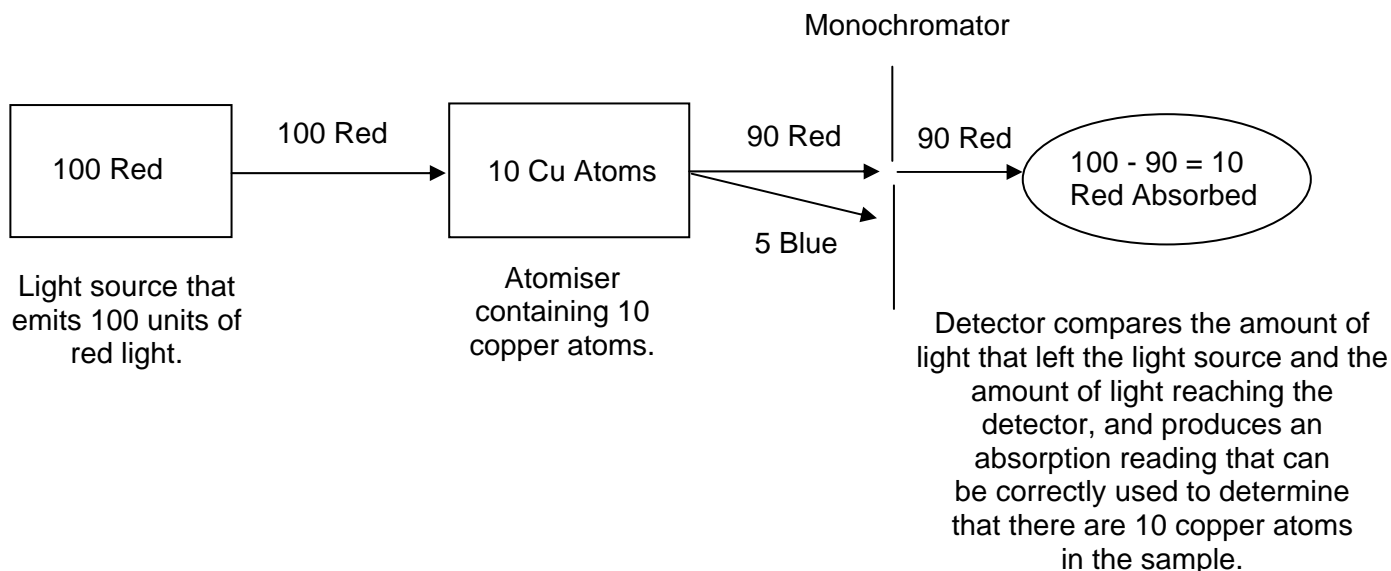 Monochromator
100 Red
100 Red
10 Cu Atoms
90 Red
5 Blue
90 Red
100 - 90 = 10
Red Absorbed
Light source that
emits 100 units of
red light.
Atomiser
containing 10
copper atoms.
Detector compares the amount of
light that left the light source and the
amount of light reaching the
detector, and produces an
absorption reading that can
be correctly used to determine
that there are 10 copper atoms
in the sample.